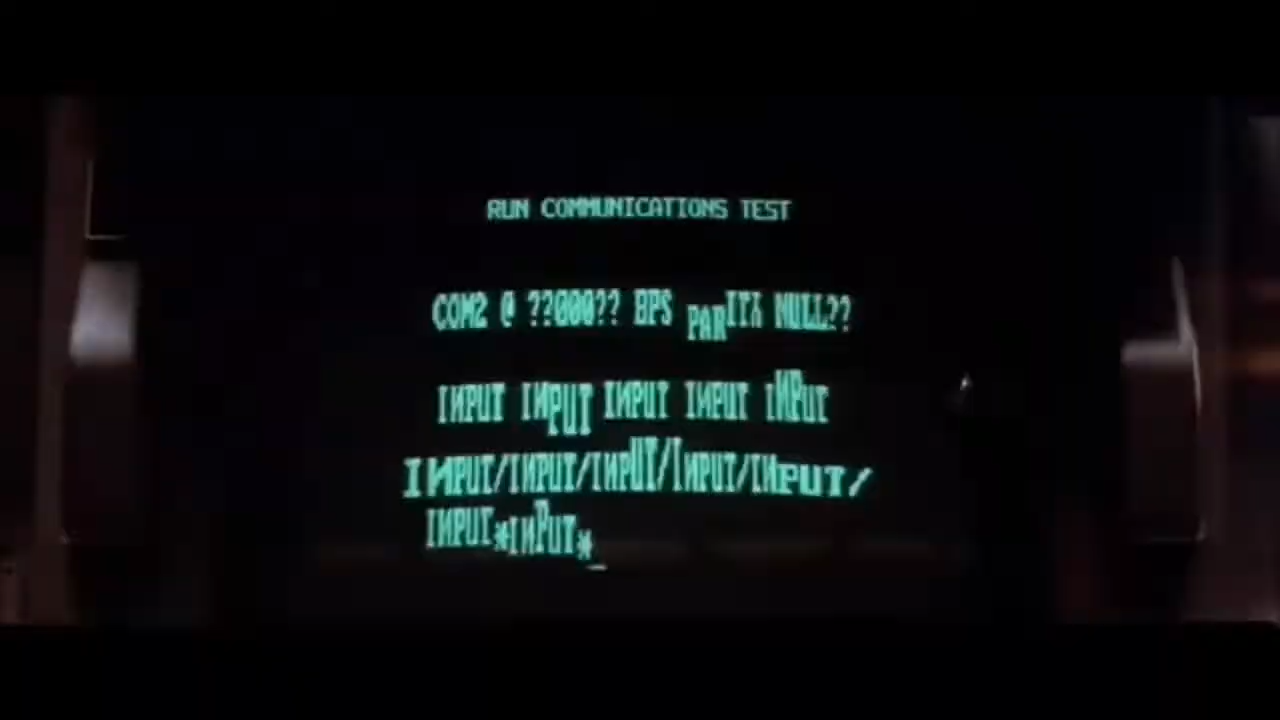 RUN COMMUNICATIONS TEST
COM2 @ ??000?? BPS PARITY NULL??
INPUT INPUT INPUT INPUT INPUT
INPUT/INPUT/INPUT/INPUT/INPUT/
INPUT*INPUT*_